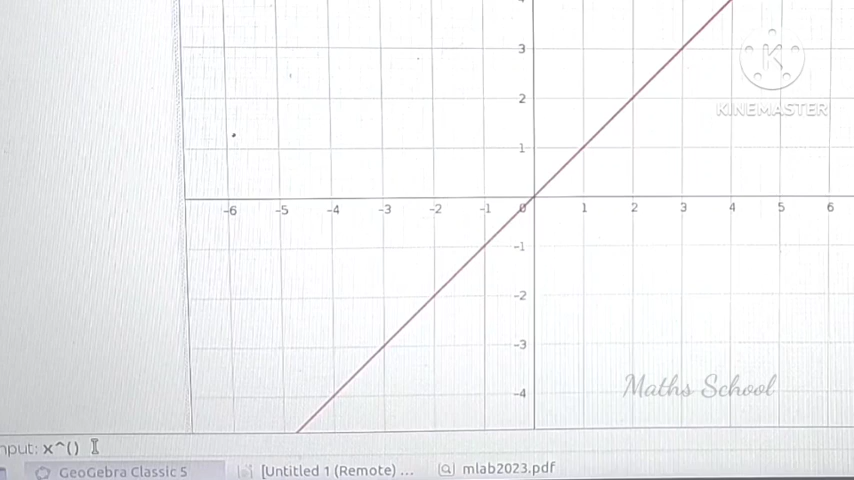 3
2
1
-6 -5 -4 -3 -2 -1 0 1 2 3 4 5 6
-1
-2
-3
-4
KINEMASTER
Maths School
nput: x^()
GeoGebra Classic 5
[Untitled 1 (Remote) ...
mlab2023.pdf